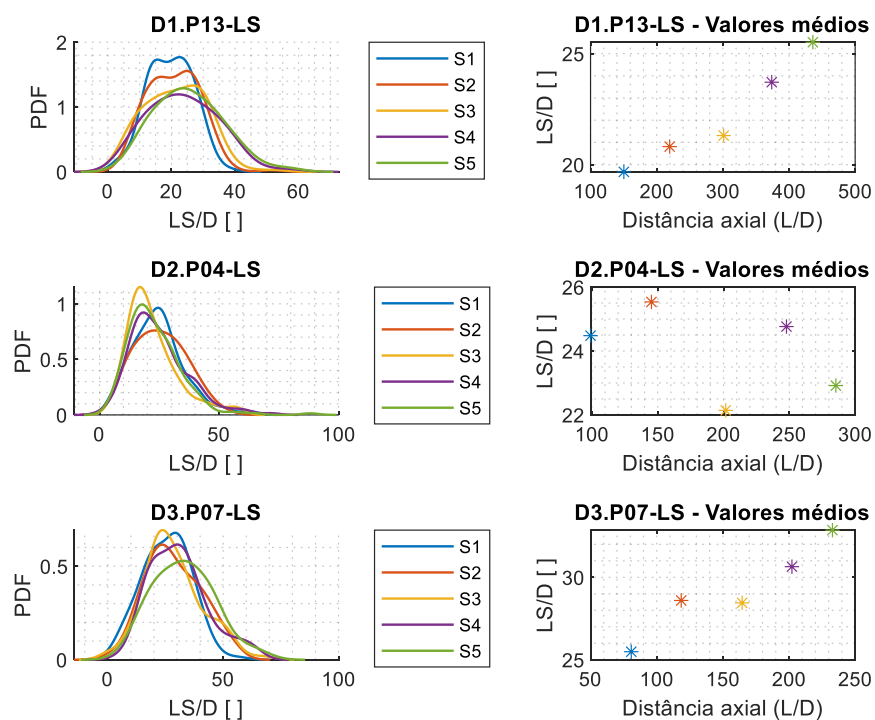 D1.P13-LS
PDF
2
1
0
0 20 40 60
LS/D [ ]
S1
S2
S3
S4
S5
D1.P13-LS - Valores médios
LS/D [ ]
25
20
100 200 300 400 500
Distância axial (L/D)
D2.P04-LS
PDF
1
0.5
0
0 50 100
LS/D [ ]
S1
S2
S3
S4
S5
D2.P04-LS - Valores médios
LS/D [ ]
26
24
22
100 150 200 250 300
Distância axial (L/D)
D3.P07-LS
PDF
0.5
0
0 50 100
LS/D [ ]
S1
S2
S3
S4
S5
D3.P07-LS - Valores médios
LS/D [ ]
30
25
50 100 150 200 250
Distância axial (L/D)